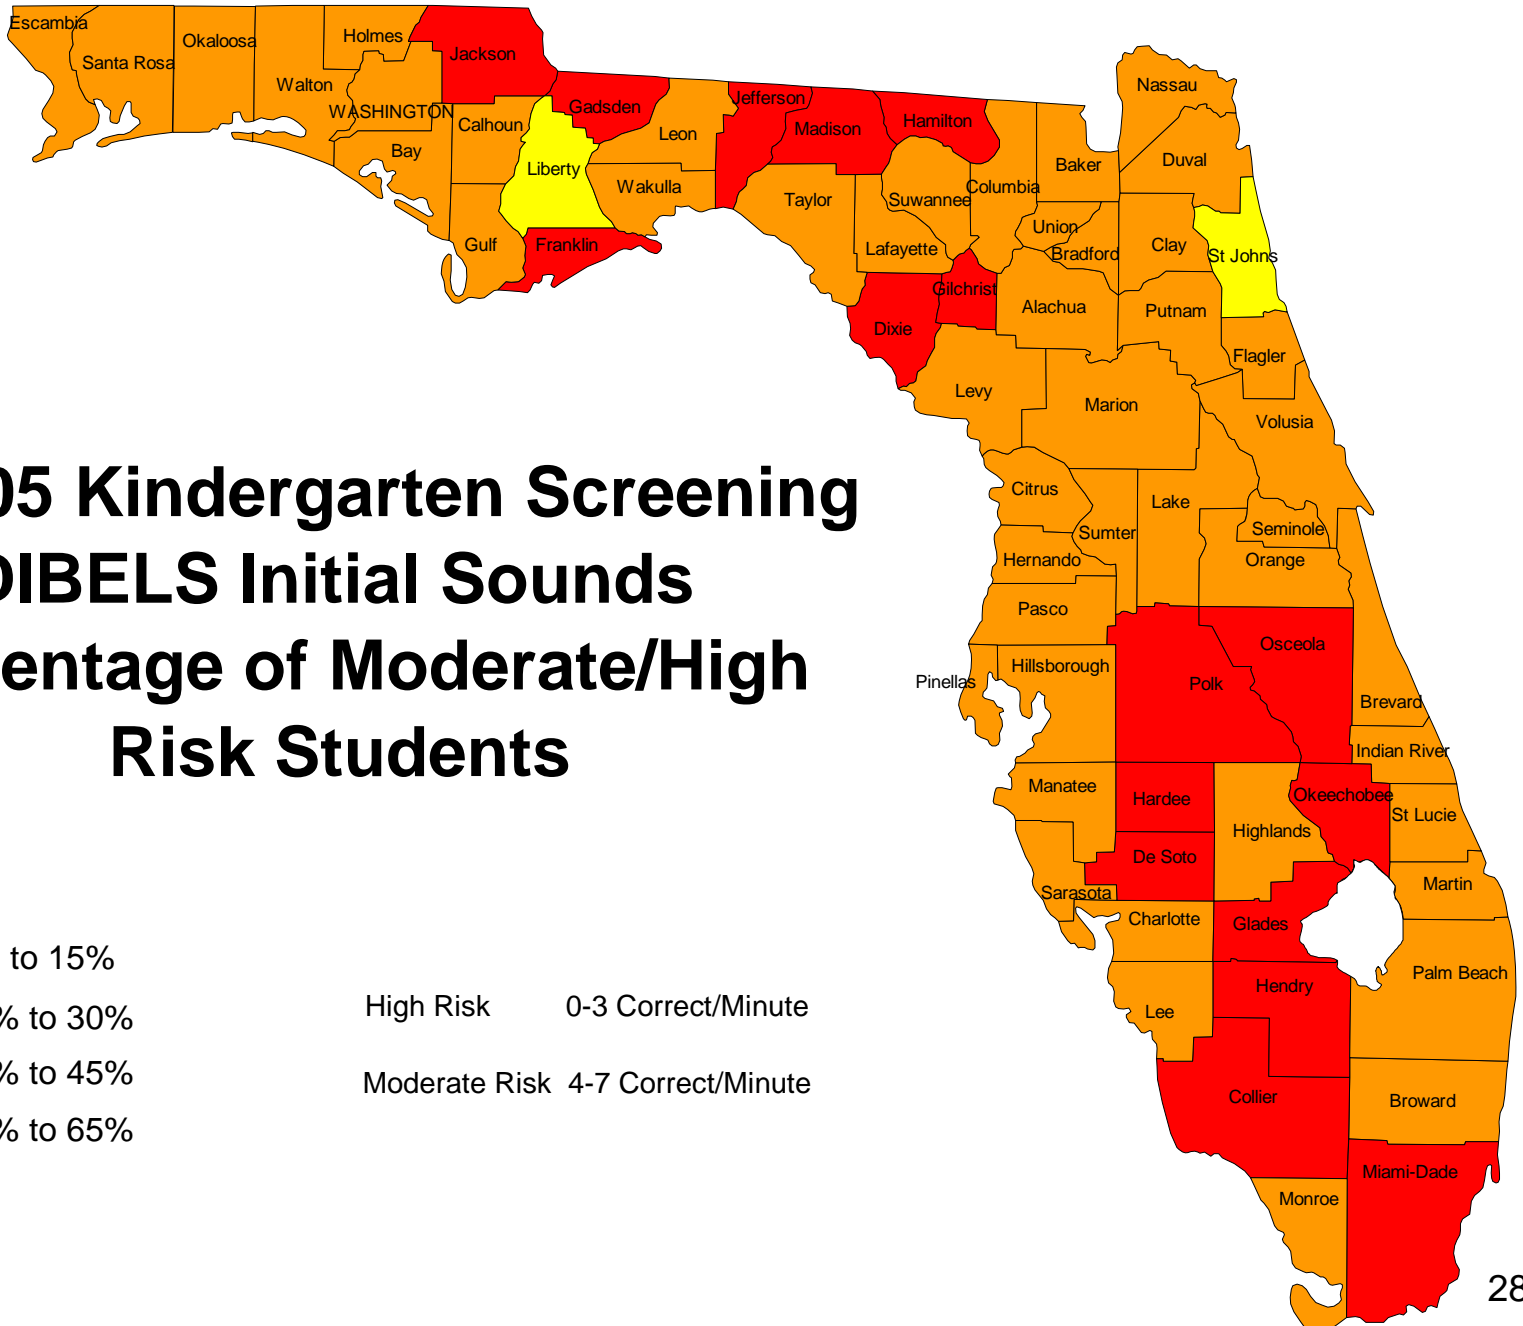 Escambia
Santa Rosa
Okaloosa
Walton
Holmes
WASHINGTON
Jackson
Bay
Calhoun
Gulf
Liberty
Gadsden
Franklin
Leon
Wakulla
Jefferson
Madison
Taylor
Hamilton
Suwannee
Lafayette
Dixie
Columbia
Gilchrist
Baker
Union
Bradford
Alachua
Levy
Nassau
Duval
Clay
St Johns
Putnam
Flagler
Marion
Volusia
Citrus
Sumter
Lake
Hernando
Seminole
Orange
Pasco
Pinellas
Hillsborough
Polk
Osceola
Brevard
Indian River
Manatee
Hardee
Highlands
Okeechobee
St Lucie
De Soto
Sarasota
Martin
Charlotte
Glades
Palm Beach
Lee
Hendry
Collier
Broward
Miami-Dade
Monroe
05 Kindergarten Screening
DIBELS Initial Sounds
entage of Moderate/High
Risk Students
to 15%
% to 30%
% to 45%
% to 65%
High Risk 0-3 Correct/Minute
Moderate Risk 4-7 Correct/Minute
28